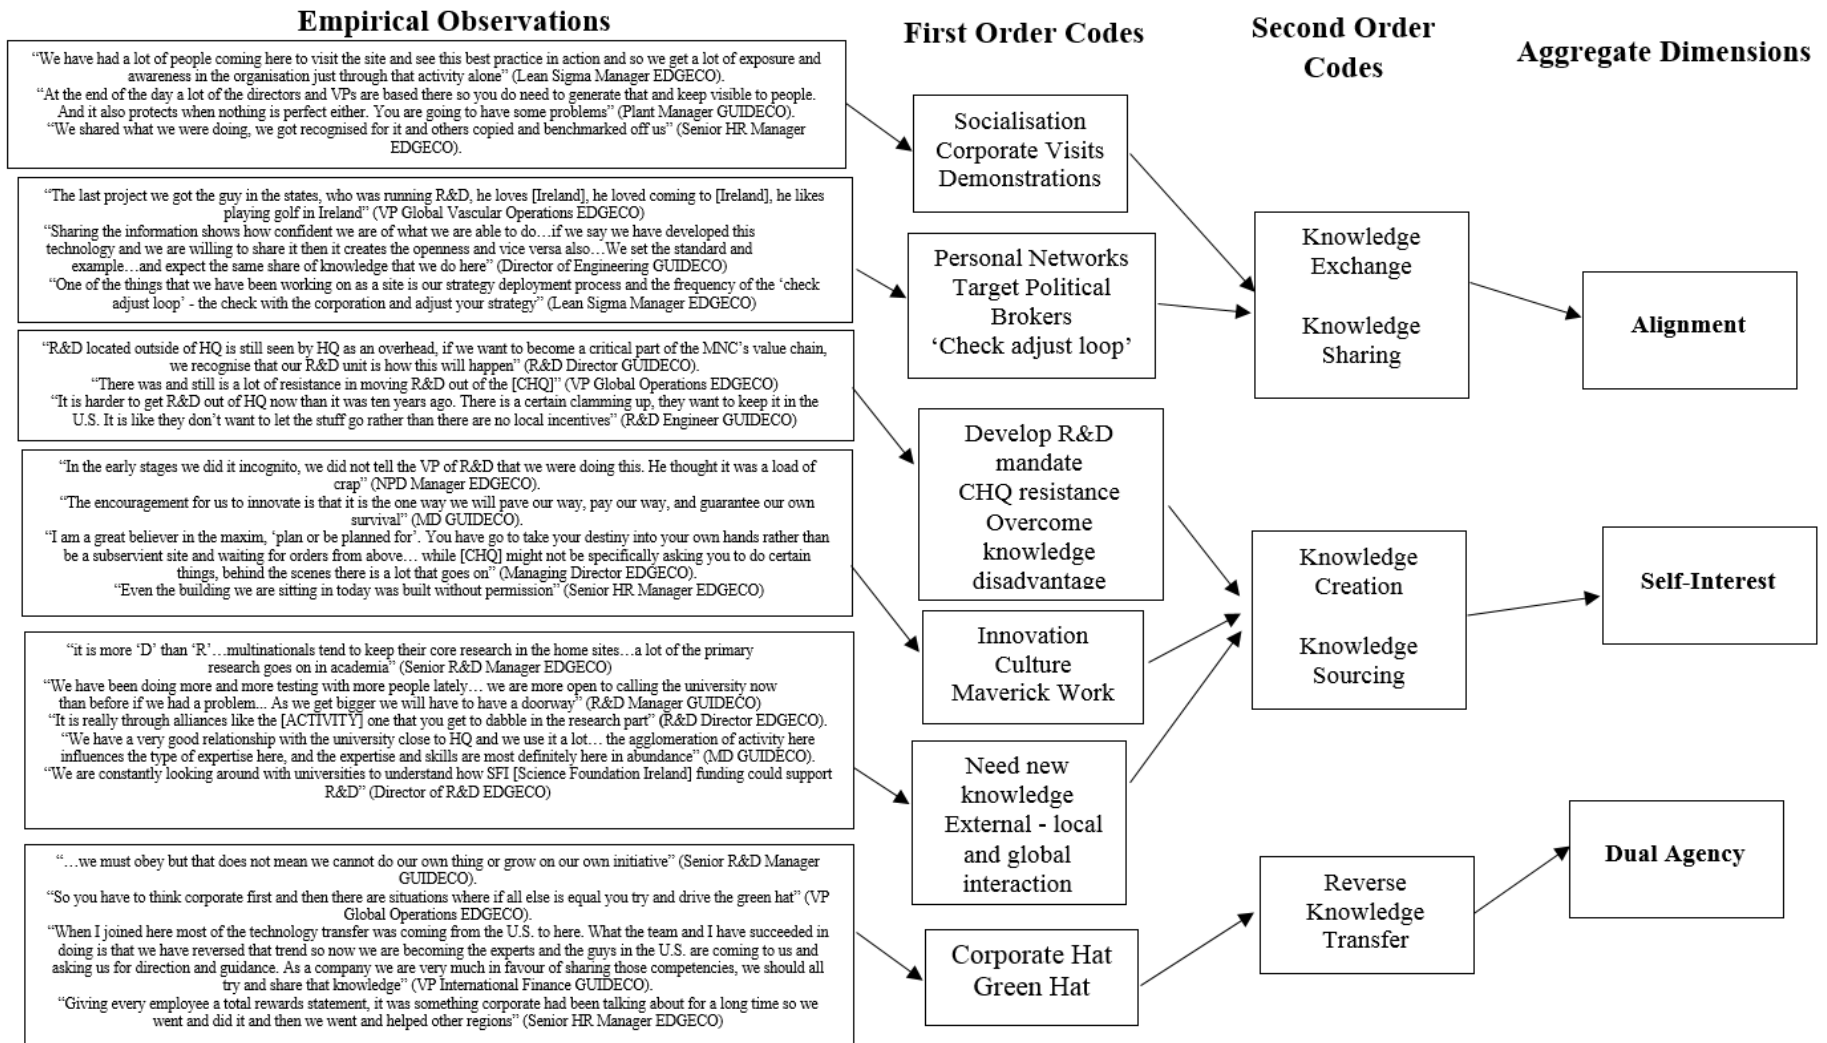 Empirical Observations
First Order Codes
Second Order
Codes
Aggregate Dimensions
“We have had a lot of people coming here to visit the site and see this best practice in action and so we get a lot of exposure and
awareness in the organisation just through that activity alone” (Lean Sigma Manager EDGECO).
“At the end of the day a lot of the directors and VPs are based there so you do need to generate that and keep visible to people.
And it also protects when nothing is perfect either. You are going to have some problems” (Plant Manager GUIDECO).
“We shared what we were doing, we got recognised for it and others copied and benchmarked off us” (Senior HR Manager
EDGECO).
“The last project we got the guy in the states, who was running R&D, he loves [Ireland], he loved coming to [Ireland], he likes
playing golf in Ireland” (VP Global Vascular Operations EDGECO)
“Sharing the information shows how confident we are of what we are able to do…if we say we have developed this
technology and we are willing to share it then it creates the openness and vice versa also…We set the standard and
example…and expect the same share of knowledge that we do here” (Director of Engineering GUIDECO)
“One of the things that we have been working on as a site is our strategy deployment process and the frequency of the ‘check
adjust loop’ - the check with the corporation and adjust your strategy” (Lean Sigma Manager EDGECO)
“R&D located outside of HQ is still seen by HQ as an overhead, if we want to become a critical part of the MNC’s value chain,
we recognise that our R&D unit is how this will happen” (R&D Director GUIDECO).
“There was and still is a lot of resistance in moving R&D out of the [CHQ]” (VP Global Operations EDGECO)
“It is harder to get R&D out of HQ now than it was ten years ago. There is a certain clamming up, they want to keep it in the
U.S. It is like they don’t want to let the stuff go rather than there are no local incentives” (R&D Engineer GUIDECO)
“In the early stages we did it incognito, we did not tell the VP of R&D that we were doing this. He thought it was a load of
crap” (NPD Manager EDGECO).
“The encouragement for us to innovate is that it is the one way we will pave our way, pay our way, and guarantee our own
survival” (MD GUIDECO).
“I am a great believer in the maxim, ‘plan or be planned for’. You have go to take your destiny into your own hands rather than
be a subservient site and waiting for orders from above… while [CHQ] might not be specifically asking you to do certain
things, behind the scenes there is a lot that goes on” (Managing Director EDGECO).
“Even the building we are sitting in today was built without permission” (Senior HR Manager EDGECO)
“it is more ‘D’ than ‘R’…multinationals tend to keep their core research in the home sites…a lot of the primary
research goes on in academia” (Senior R&D Manager EDGECO)
“We have been doing more and more testing with more people lately… we are more open to calling the university now
than before if we had a problem... As we get bigger we will have to have a doorway” (R&D Manager GUIDECO)
“It is really through alliances like the [ACTIVITY] one that you get to dabble in the research part” (R&D Director EDGECO).
“We have a very good relationship with the university close to HQ and we use it a lot… the agglomeration of activity here
influences the type of expertise here, and the expertise and skills are most definitely here in abundance” (MD GUIDECO).
“We are constantly looking around with universities to understand how SFI [Science Foundation Ireland] funding could support
R&D” (Director of R&D EDGECO)
“…we must obey but that does not mean we cannot do our own thing or grow on our own initiative” (Senior R&D Manager
GUIDECO).
“So you have to think corporate first and then there are situations where if all else is equal you try and drive the green hat” (VP
Global Operations EDGECO).
“When I joined here most of the technology transfer was coming from the U.S. to here. What the team and I have succeeded in
doing is that we have reversed that trend so now we are becoming the experts and the guys in the U.S. are coming to us and
asking us for direction and guidance. As a company we are very much in favour of sharing those competencies, we should all
try and share that knowledge” (VP International Finance GUIDECO).
“Giving every employee a total rewards statement, it was something corporate had been talking about for a long time so we
went and did it and then we went and helped other regions” (Senior HR Manager EDGECO)
Socialisation
Corporate Visits
Demonstrations
Personal Networks
Target Political
Brokers
‘Check adjust loop’
Develop R&D
mandate
CHQ resistance
Overcome
knowledge
disadvantage
Innovation
Culture
Maverick Work
Need new
knowledge
External - local
and global
interaction
Corporate Hat
Green Hat
Knowledge
Exchange
Knowledge
Sharing
Knowledge
Creation
Knowledge
Sourcing
Reverse
Knowledge
Transfer
Alignment
Self-Interest
Dual Agency